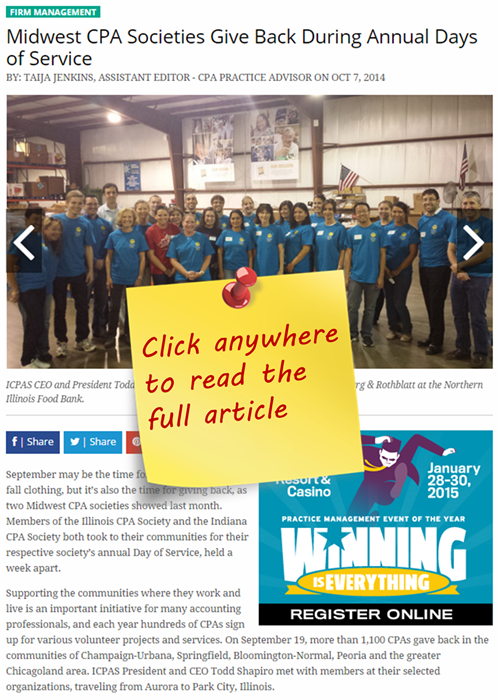 FIRM MANAGEMENT
Midwest CPA Societies Give Back During Annual Days
of Service
BY: TAIJA JENKINS, ASSISTANT EDITOR - CPA PRACTICE ADVISOR ON OCT 7, 2014
Click anywhere
to read the
full article
ICPAS CEO and President Todd
rg & Rothblatt at the Northern
Illinois Food Bank.
f | Share
| Share
September may be the time fo
fall clothing, but it's also the time for giving back, as
two Midwest CPA societies showed last month.
Members of the Illinois CPA Society and the Indiana
CPA Society both took to their communities for their
respective society's annual Day of Service, held a
week apart.
Resort &
Casino
January
28-30,
2015
PRACTICE MANAGEMENT EVENT OF THE YEAR
WINNING
IS EVERYTHING
REGISTER ONLINE
Supporting the communities where they work and
live is an important initiative for many accounting
professionals, and each year hundreds of CPAs sign
up for various volunteer projects and services. On September 19, more than 1,100 CPAs gave back in the
communities of Champaign-Urbana, Springfield, Bloomington-Normal, Peoria and the greater
Chicagoland area. ICPAS President and CEO Todd Shapiro met with members at their selected
organizations, traveling from Aurora to Park City, Illinois.